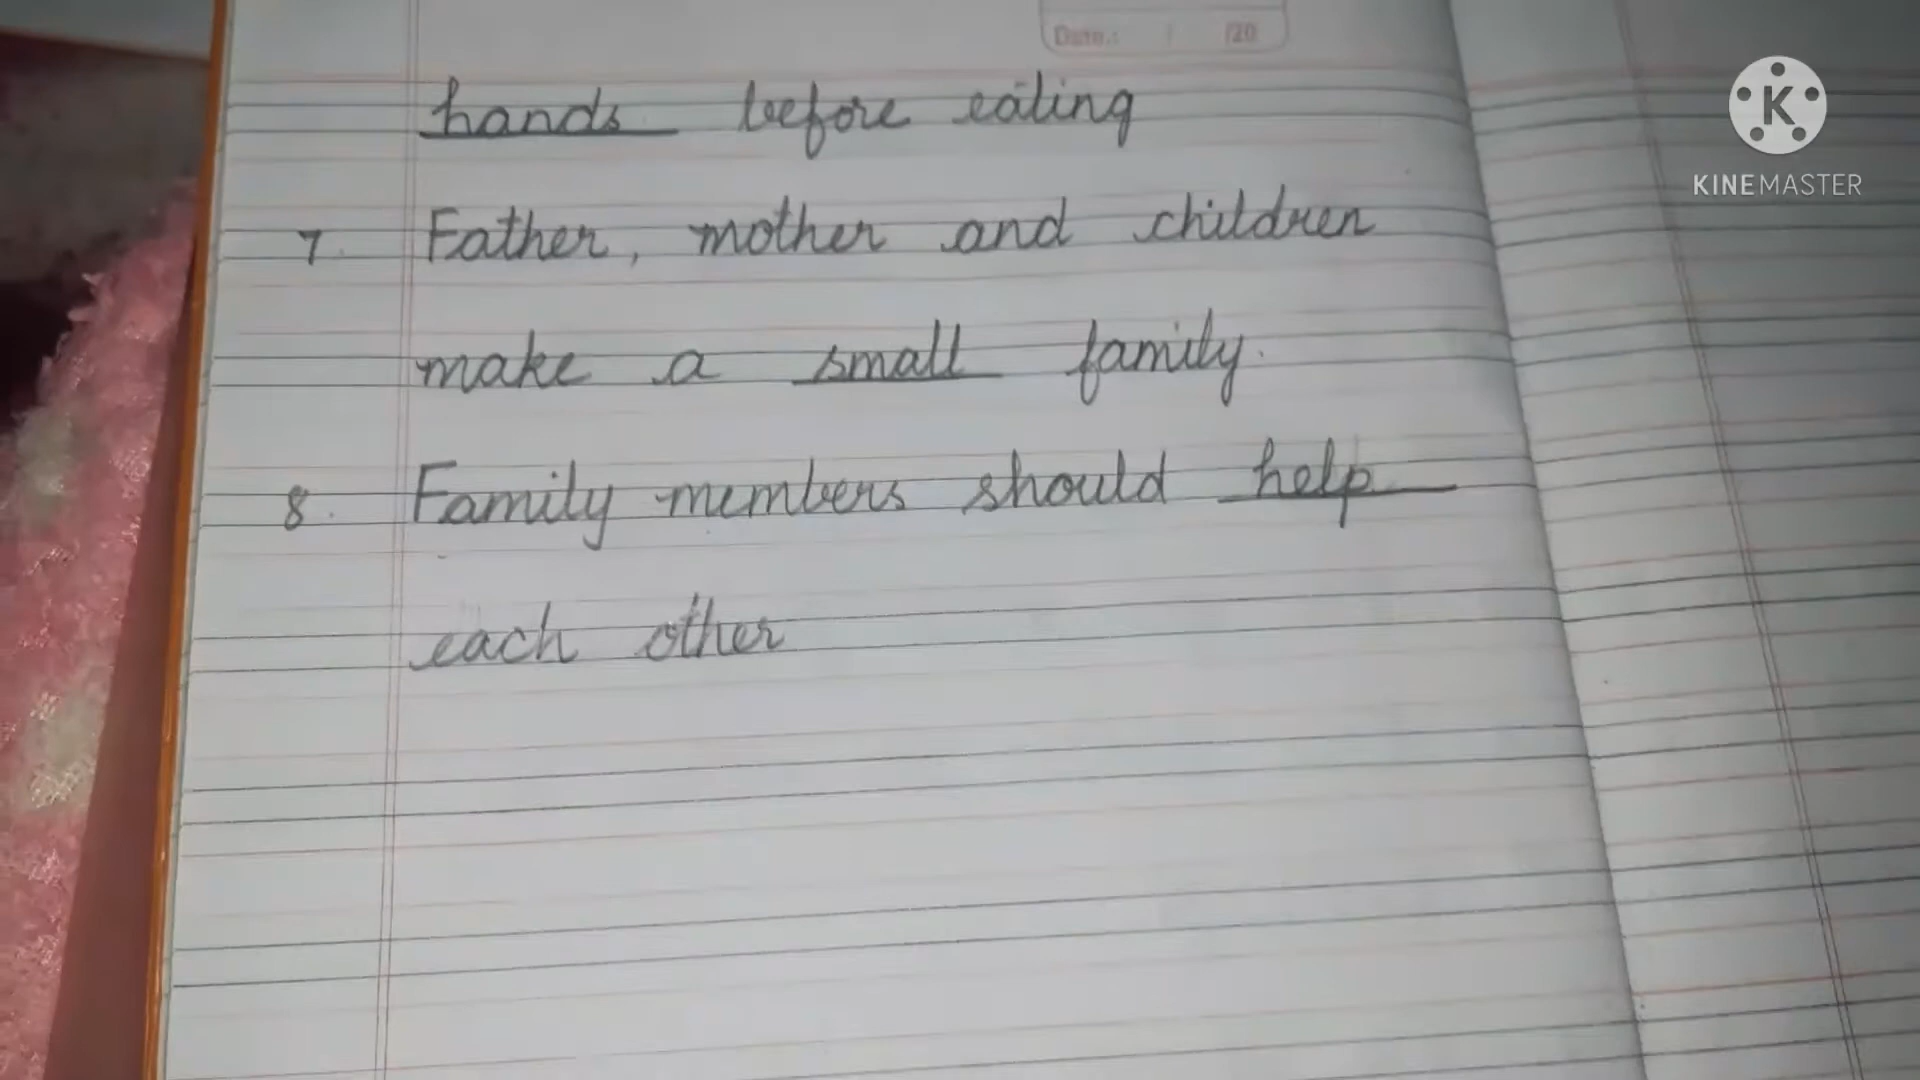 Date.: / /20
hands before eating
7. Father, mother and children
make a small family.
8. Family members should help
each other
K
KINEMASTER